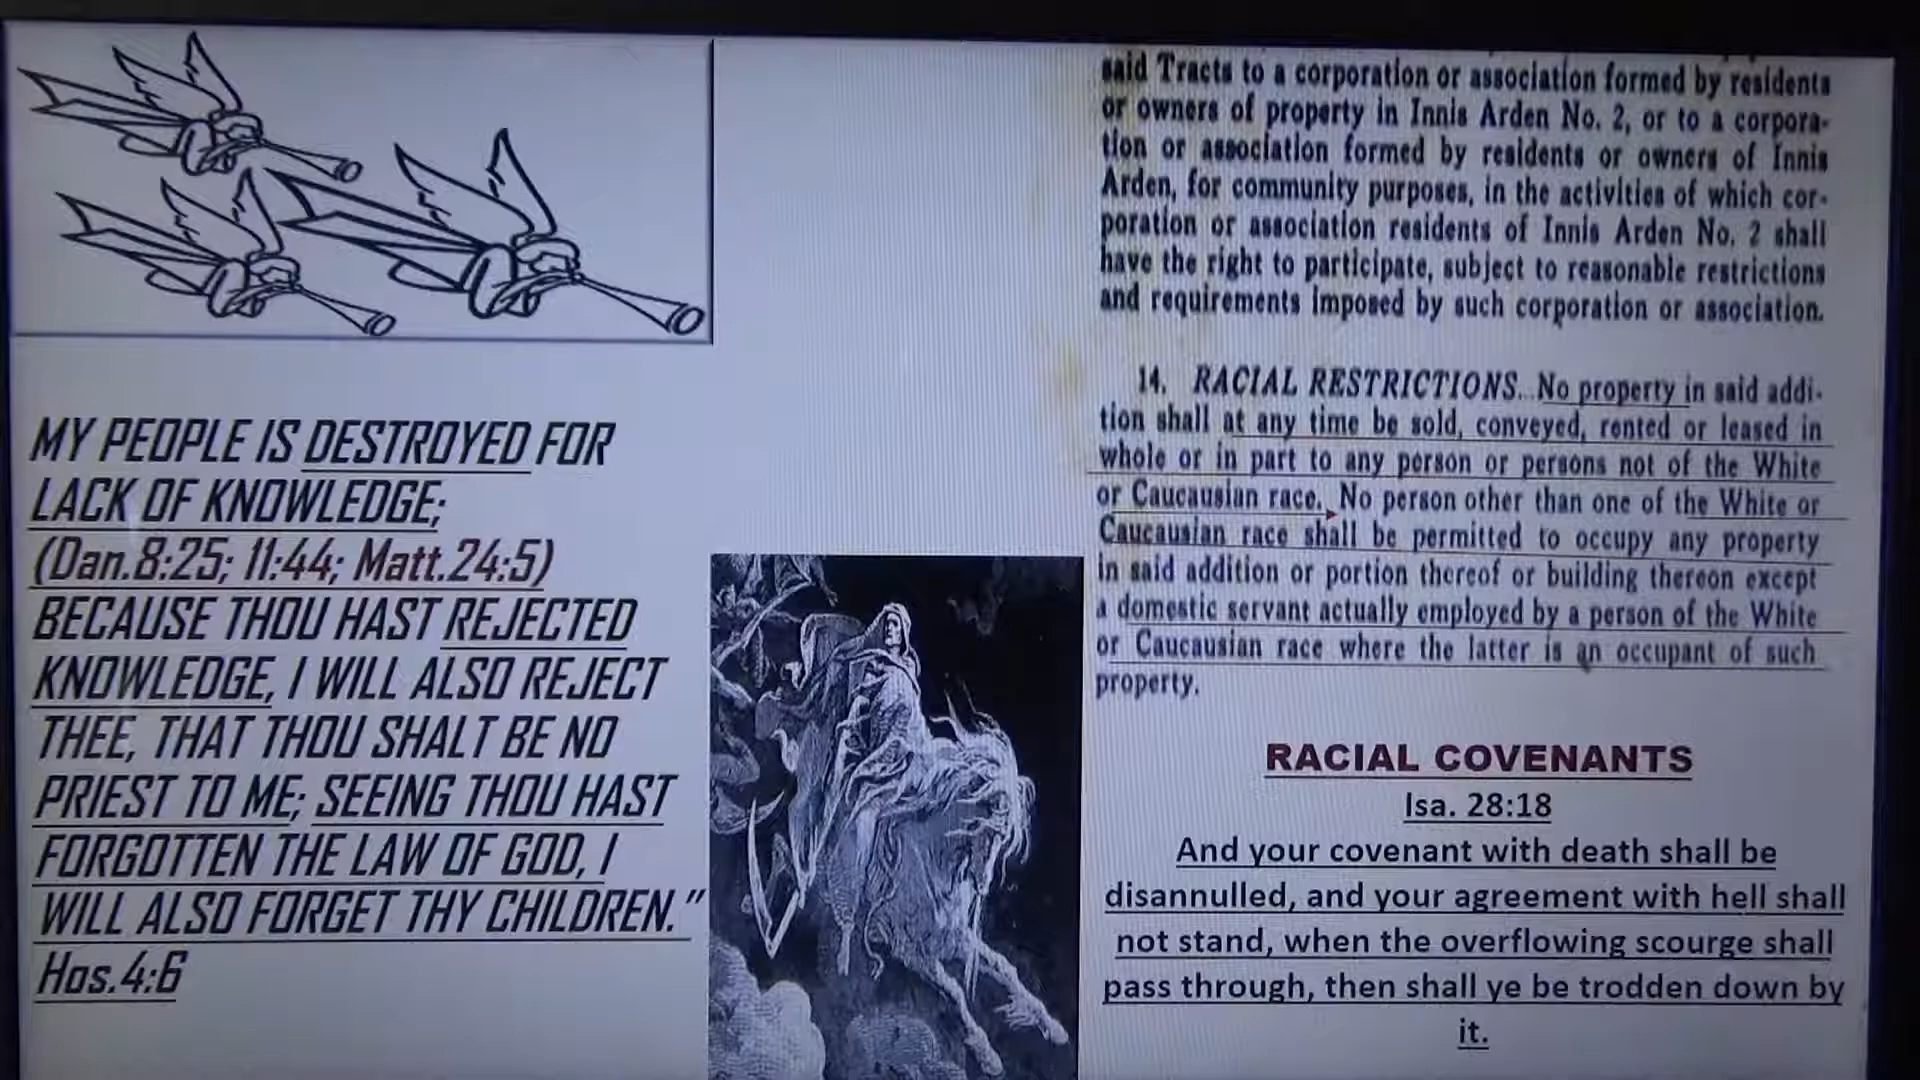 MY PEOPLE IS DESTROYED FOR
LACK OF KNOWLEDGE;
(Dan.8:25; 11:44; Matt.24:5)
BECAUSE THOU HAST REJECTED
KNOWLEDGE, I WILL ALSO REJECT
THEE, THAT THOU SHALT BE NO
PRIEST TO ME; SEEING THOU HAST
FORGOTTEN THE LAW OF GOD, I
WILL ALSO FORGET THY CHILDREN."
Hos.4:6
said Tracts to a corporation or association formed by residents
or owners of property in Innis Arden No. 2, or to a corpora-
tion or association formed by residents or owners of Innis
Arden, for community purposes, in the activities of which cor-
poration or association residents of Innis Arden No. 2 shall
have the right to participate, subject to reasonable restrictions
and requirements imposed by such corporation or association.
14. RACIAL RESTRICTIONS. No property in said addi-
tion shall at any time be sold, conveyed, rented or leased in
whole or in part to any person or persons not of the White
or Caucausian race. No person other than one of the White or
Caucausian race shall be permitted to occupy any property
in said addition or portion thereof or building thereon except
a domestic servant actually employed by a person of the White
or Caucausian race where the latter is an occupant of such
property.
RACIAL COVENANTS
Isa. 28:18
And your covenant with death shall be
disannulled, and your agreement with hell shall
not stand, when the overflowing scourge shall
pass through, then shall ye be trodden down by
it.